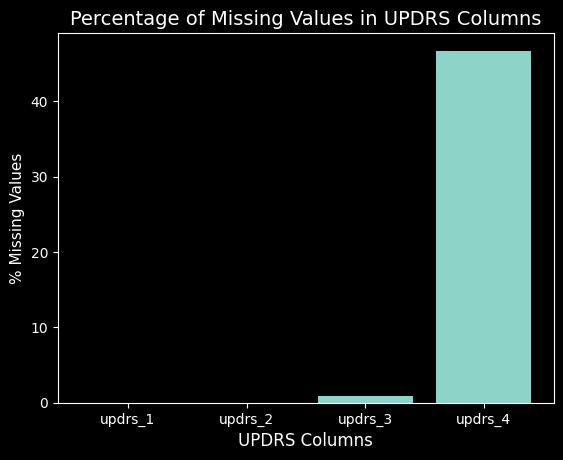 Percentage of Missing Values in UPDRS Columns
% Missing Values
40
30
20
10
0
updrs_1 updrs_2 updrs_3 updrs_4
UPDRS Columns